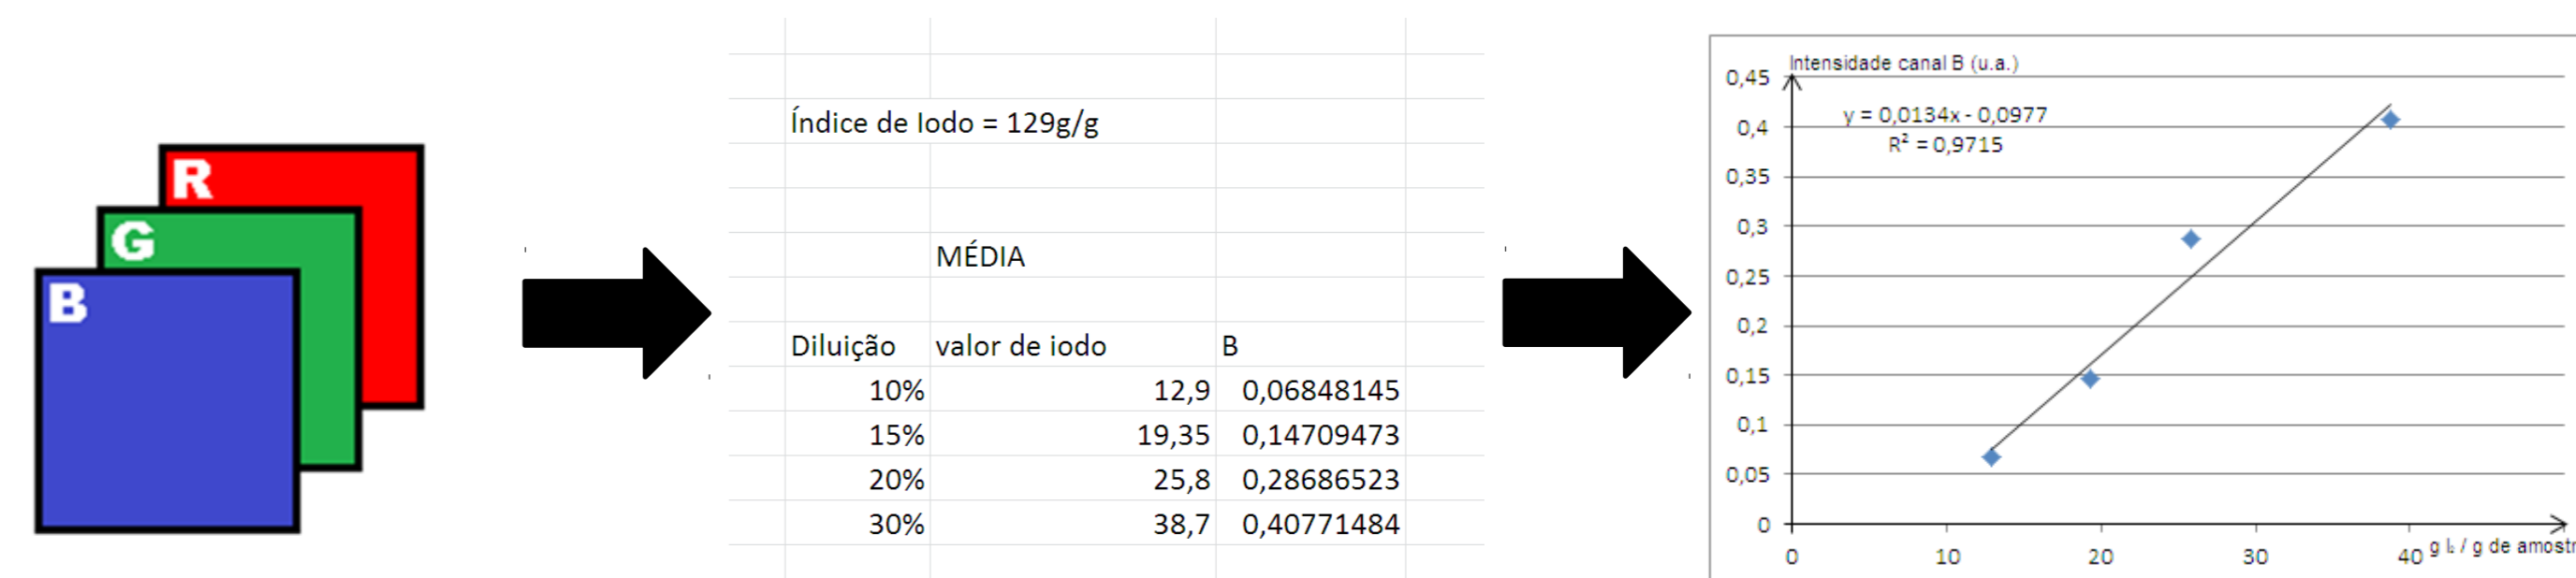 R
G
B
Índice de Iodo = 129g/g
MÉDIA
Diluição valor de iodo B
10% 12,9 0,06848145
15% 19,35 0,14709473
20% 25,8 0,28686523
30% 38,7 0,40771484
Intensidade canal B (u.a.)
y = 0,0134x - 0,0977
R² = 0,9715
0,45
0,4
0,35
0,3
0,25
0,2
0,15
0,1
0,05
0
0 10 20 30 40
g I₂ / g de amostr